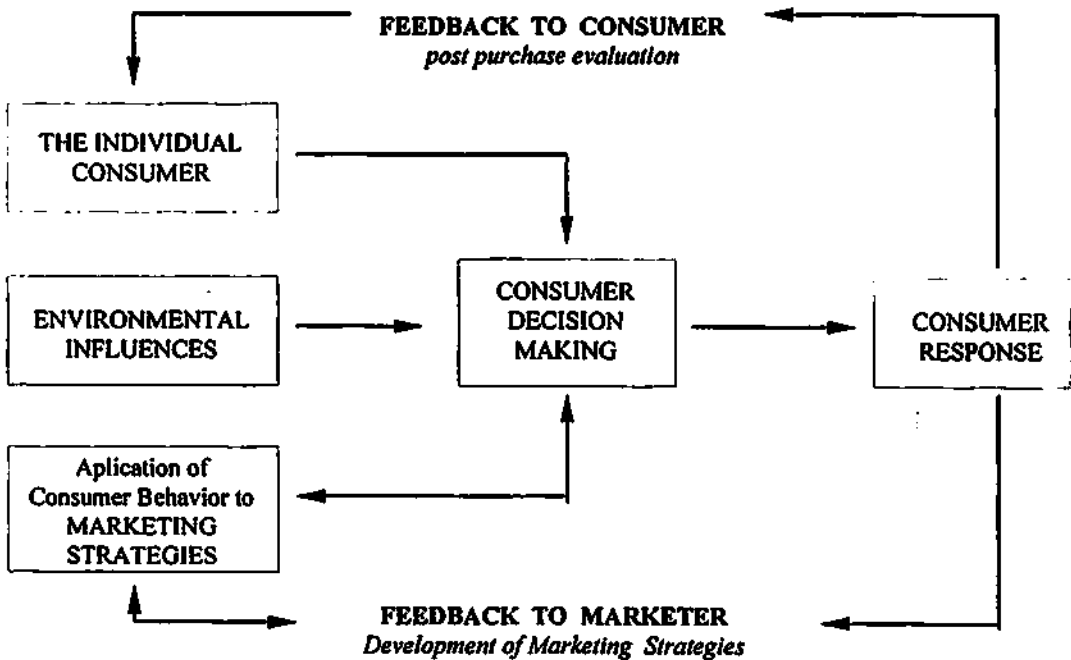 FEEDBACK TO CONSUMER
post purchase evaluation
THE INDIVIDUAL
CONSUMER
ENVIRONMENTAL
INFLUENCES
CONSUMER
DECISION
MAKING
CONSUMER
RESPONSE
Aplication of
Consumer Behavior to
MARKETING
STRATEGIES
FEEDBACK TO MARKETER
Development of Marketing Strategies